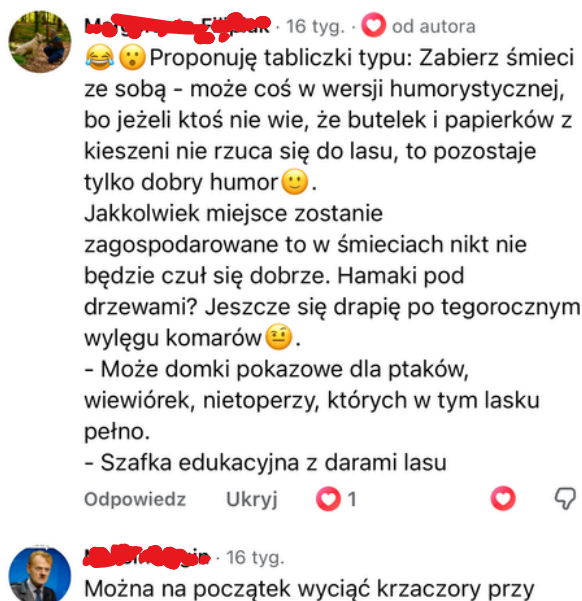 · 16 tyg. · od autora
😂😮Proponuję tabliczki typu: Zabierz śmieci
ze sobą - może coś w wersji humorystycznej,
bo jeżeli ktoś nie wie, że butelek i papierków z
kieszeni nie rzuca się do lasu, to pozostaje
tylko dobry humor🙂.
Jakkolwiek miejsce zostanie
zagospodarowane to w śmieciach nikt nie
będzie czuł się dobrze. Hamaki pod
drzewami? Jeszcze się drapię po tegorocznym
wylęgu komarów🤨.
- Może domki pokazowe dla ptaków,
wiewiórek, nietoperzy, których w tym lasku
pełno.
- Szafka edukacyjna z darami lasu
Odpowiedz Ukryj 1
· 16 tyg.
Można na początek wyciąć krzaczory przy